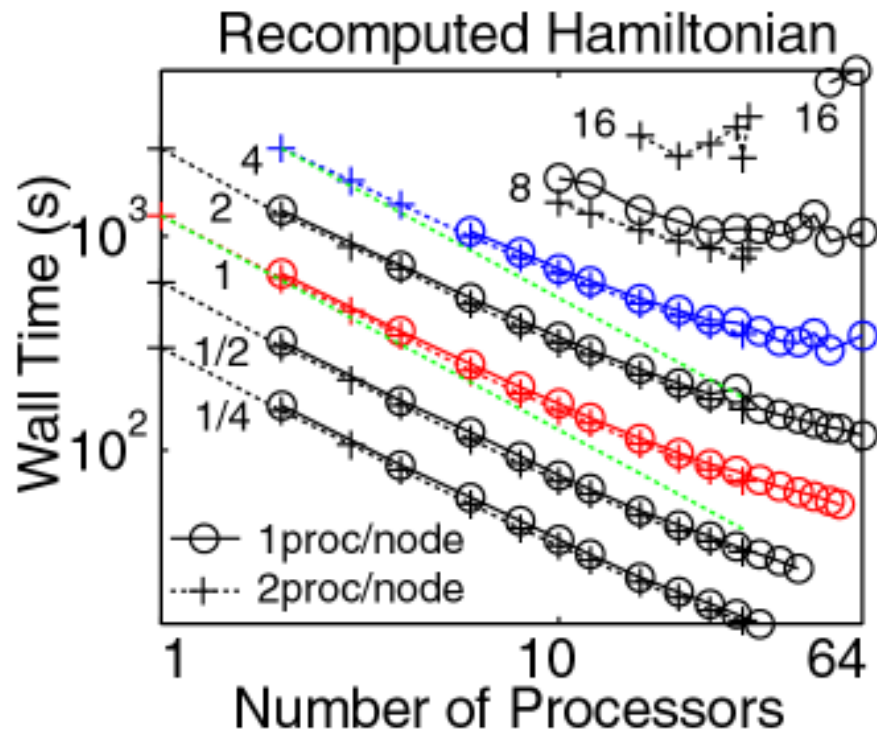 Recomputed Hamiltonian
Wall Time (s)
10³
10²
4
2
1
1/2
1/4
16
16
8
1proc/node
2proc/node
1
10
64
Number of Processors